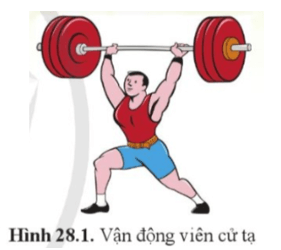 Hình 28.1. Vận động viên cử tạ